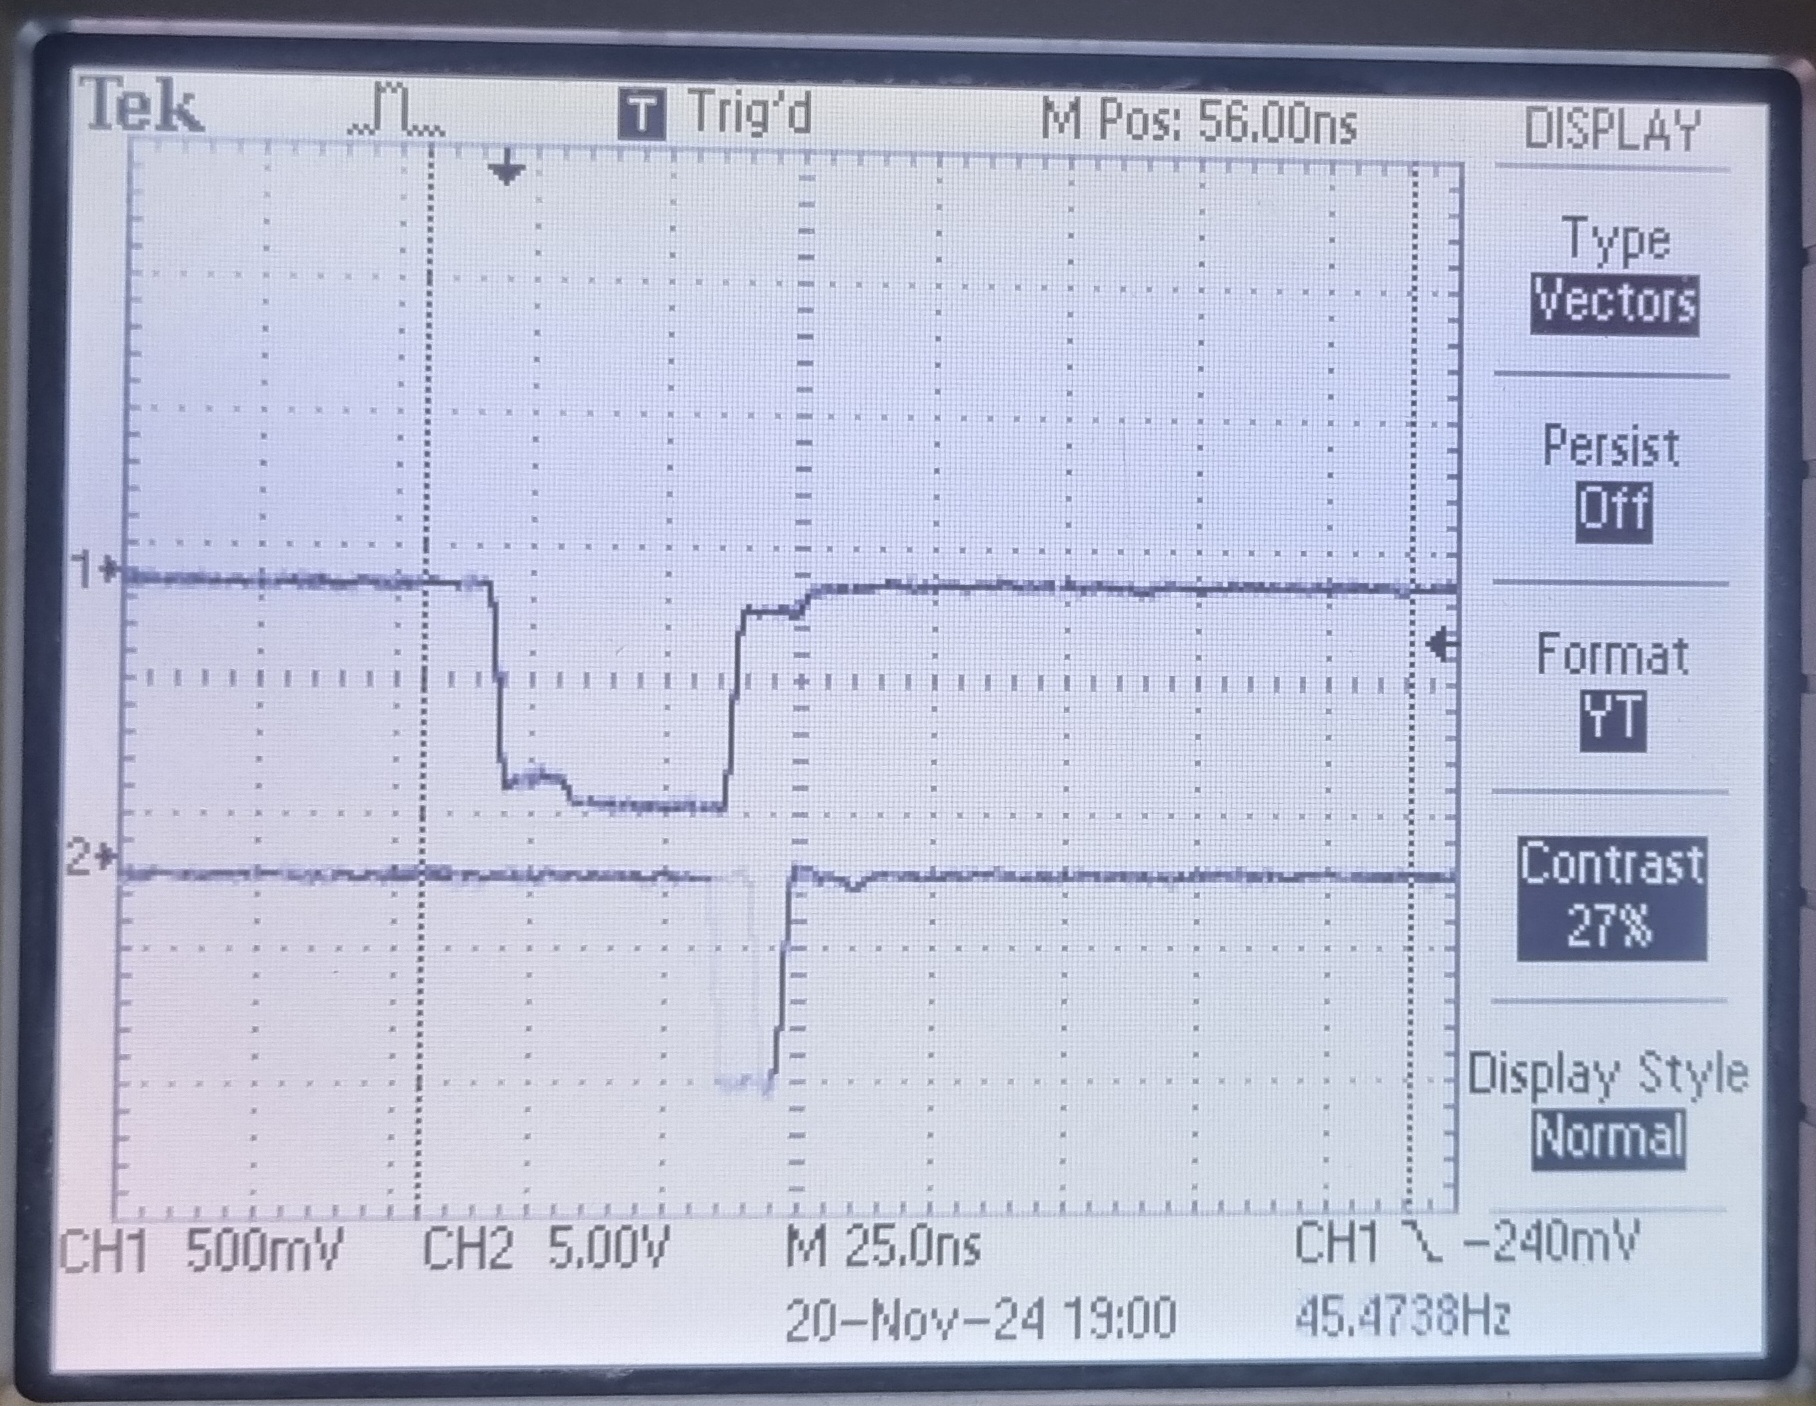 Tek T Trig'd M Pos: 56.00ns DISPLAY
Type
Vectors
Persist
Off
1
Format
YT
2
Contrast
27%
Display Style
Normal
CH1 500mV CH2 5.00V M 25.0ns CH1 -240mV
20-Nov-24 19:00 45.4738Hz